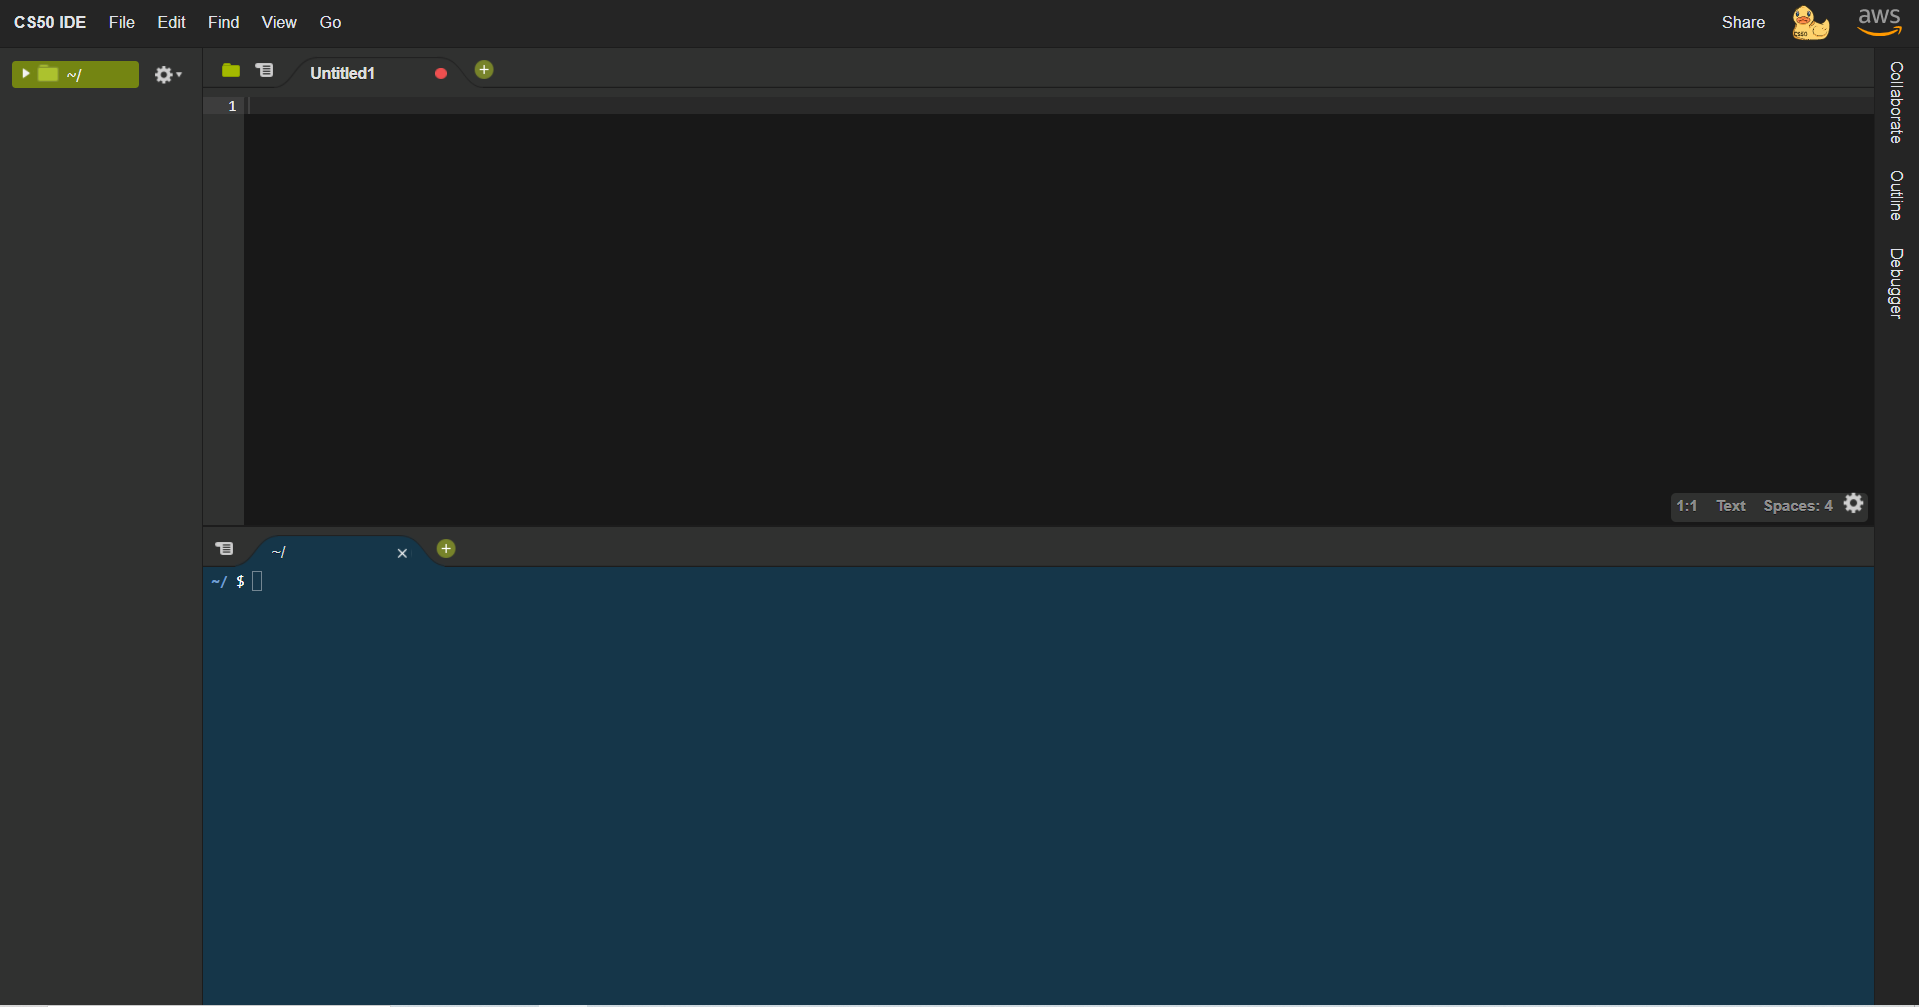 CS50 IDE File Edit Find View Go Share CS50 aws
~/
Untitled1
1
1:1 Text Spaces: 4
~/
~/ $
Collaborate
Outline
Debugger